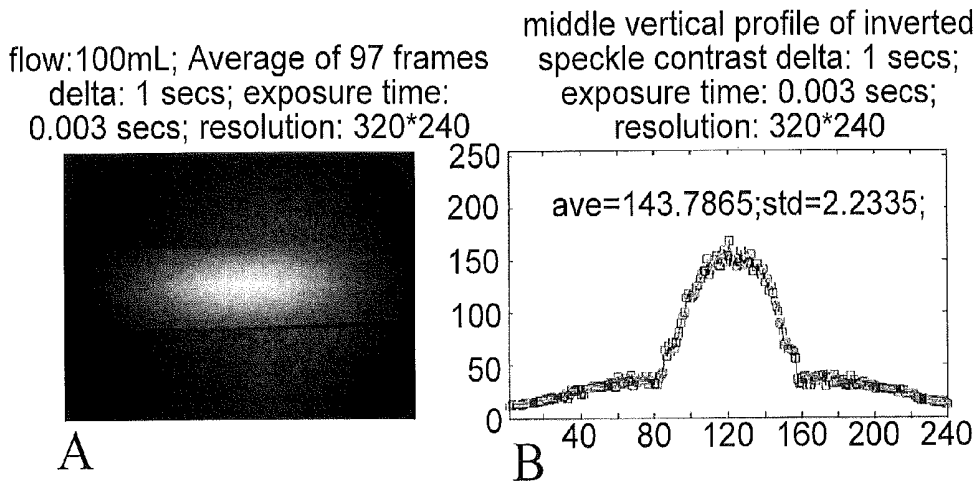 flow:100mL; Average of 97 frames
delta: 1 secs; exposure time:
0.003 secs; resolution: 320*240
A
middle vertical profile of inverted
speckle contrast delta: 1 secs;
exposure time: 0.003 secs;
resolution: 320*240
250
200
150
100
50
0
ave=143.7865;std=2.2335;
40 80 120 160 200 240
B